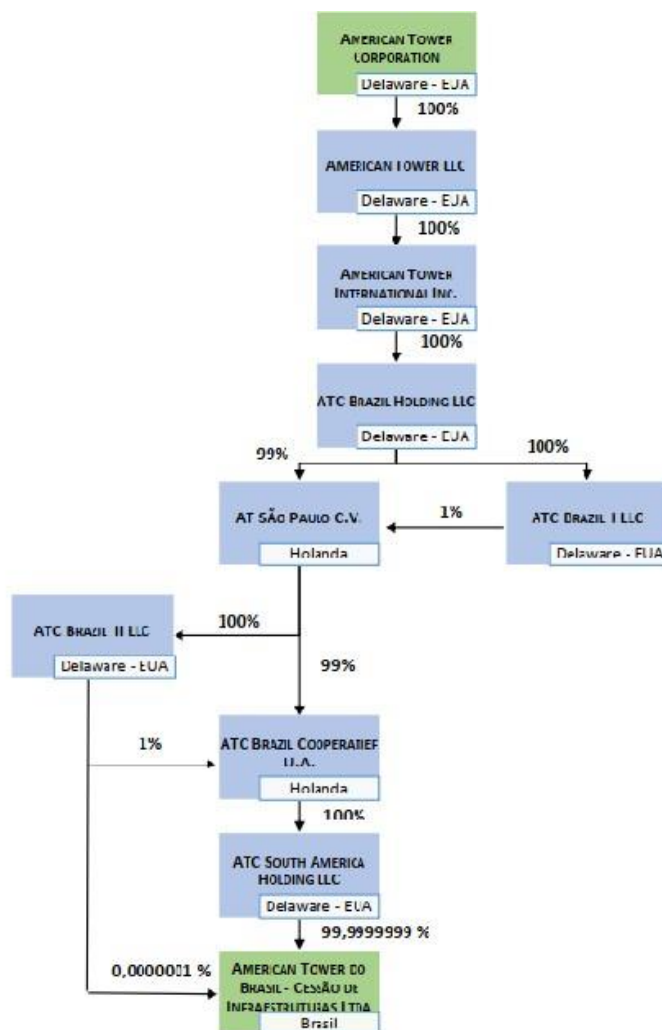 AMERICAN TOWER
CORPORATION
Delaware - EUA
100%
AMERICAN TOWER LLC
Delaware - EUA
100%
AMERICAN TOWER
INTERNATIONAL INC.
Delaware - EUA
100%
ATC BRAZIL HOLDING LLC
Delaware - EUA
99%
100%
AT SÃO PAULO C.V.
Holanda
1%
ATC BRAZIL I LLC
Delaware - EUA
100%
ATC BRAZIL II LLC
Delaware - EUA
99%
1%
ATC BRAZIL COOPERATIEF
U.A.
Holanda
100%
ATC SOUTH AMERICA
HOLDING LLC
Delaware - EUA
99,9999999 %
0,0000001 %
AMERICAN TOWER DO
BRASIL - CESSÃO DE
INFRAESTRUTURAS LTDA
Brasil